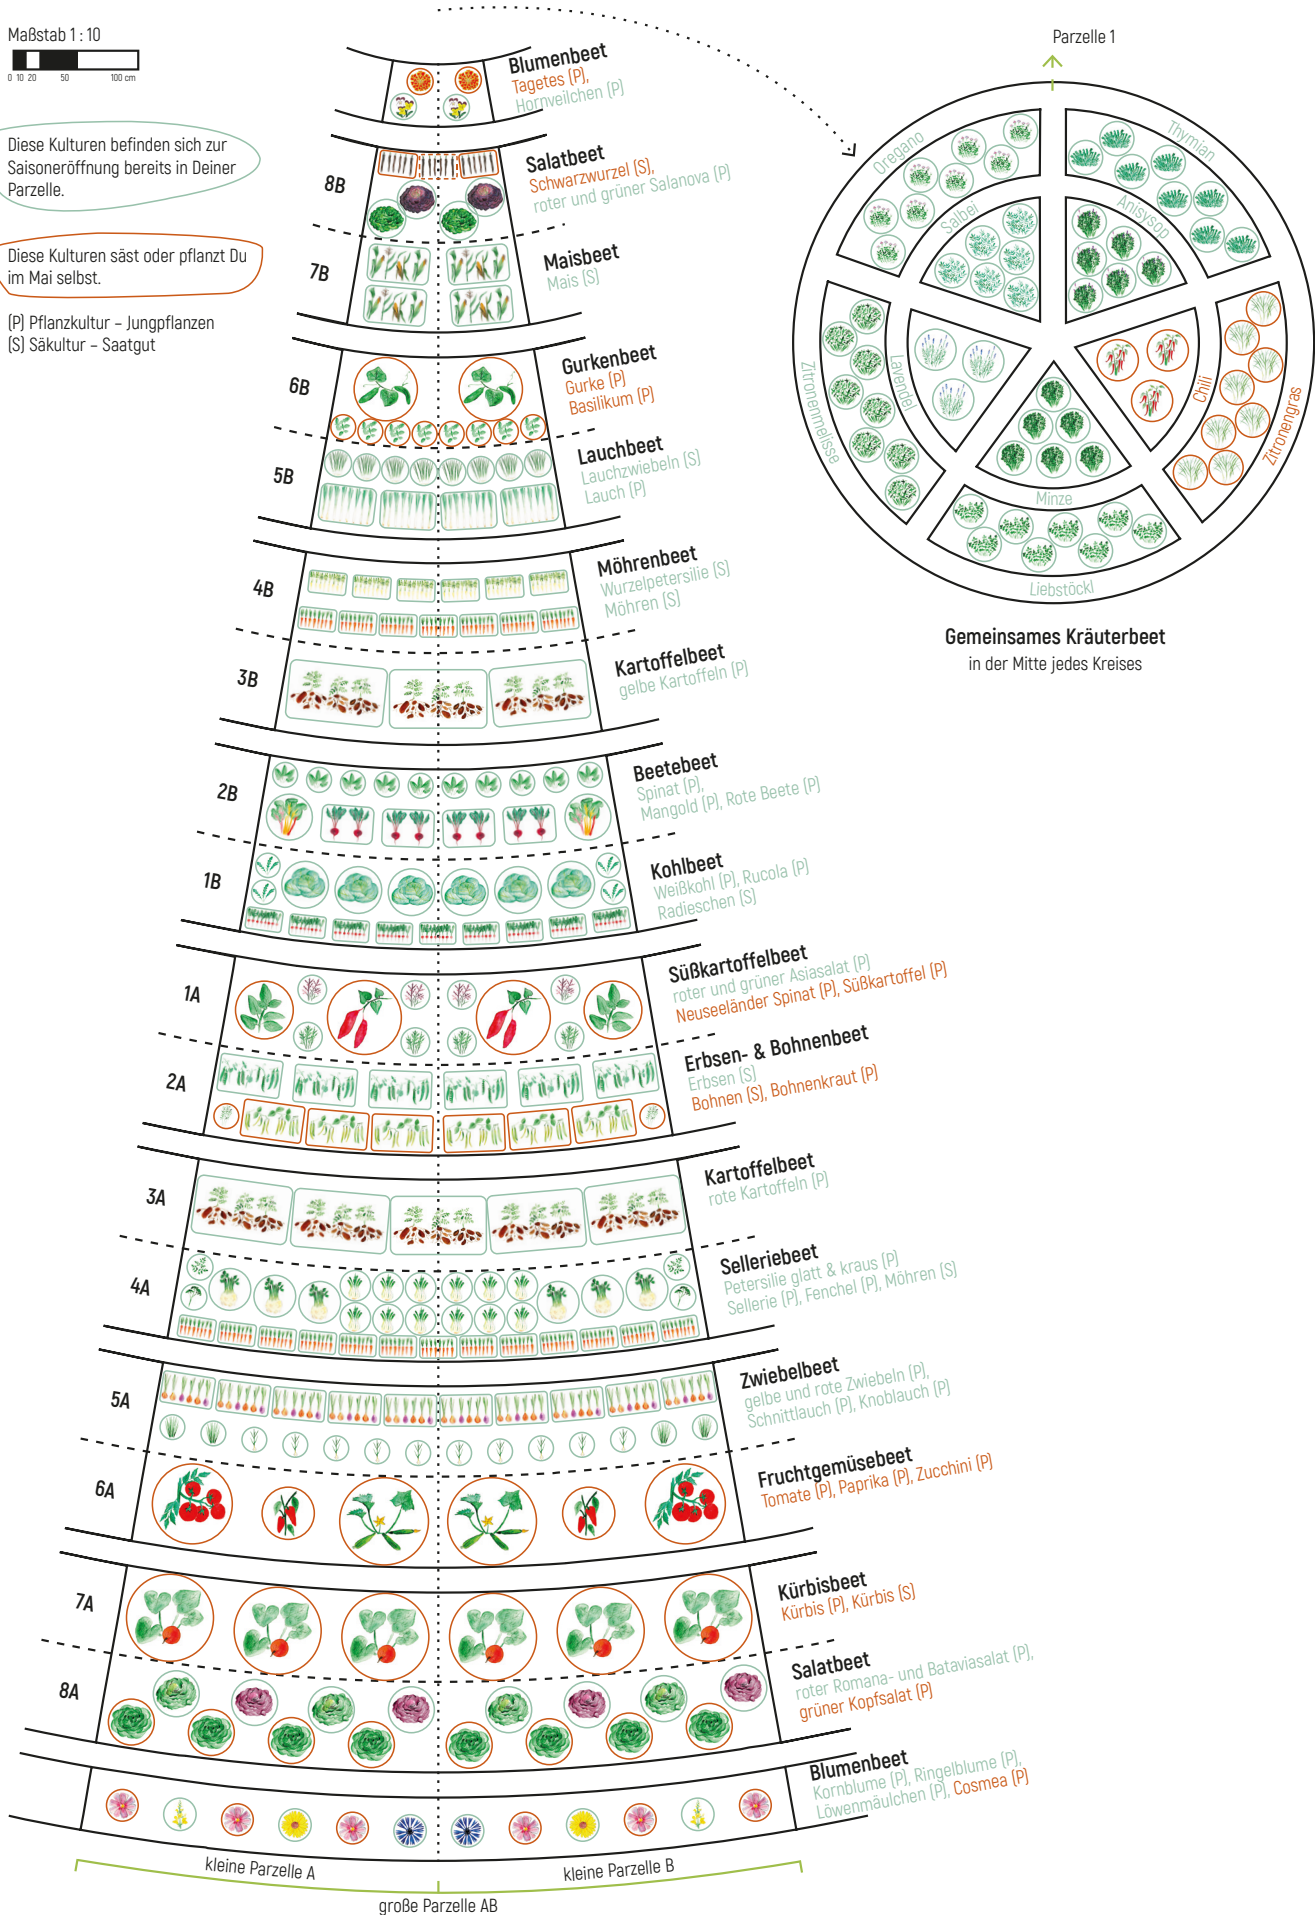 Maßstab 1 : 10
0 10 20 50 100 cm
Diese Kulturen befinden sich zur
Saisoneröffnung bereits in Deiner
Parzelle.
Diese Kulturen säst oder pflanzt Du
im Mai selbst.
(P) Pflanzkultur – Jungpflanzen
(S) Säkultur – Saatgut
Blumenbeet
Tagetes (P),
Hornveilchen (P)
8B
Salatbeet
Schwarzwurzel (S),
roter und grüner Salanova (P)
7B
Maisbeet
Mais (S)
6B
Gurkenbeet
Gurke (P)
Basilikum (P)
5B
Lauchbeet
Lauchzwiebeln (S)
Lauch (P)
4B
Möhrenbeet
Wurzelpetersilie (S)
Möhren (S)
3B
Kartoffelbeet
gelbe Kartoffeln (P)
2B
Beetebeet
Spinat (P),
Mangold (P), Rote Beete (P)
1B
Kohlbeet
Weißkohl (P), Rucola (P)
Radieschen (S)
1A
Süßkartoffelbeet
roter und grüner Asiasalat (P)
Neuseeländer Spinat (P), Süßkartoffel (P)
2A
Erbsen- & Bohnenbeet
Erbsen (S)
Bohnen (S), Bohnenkraut (P)
3A
Kartoffelbeet
rote Kartoffeln (P)
4A
Selleriebeet
Petersilie glatt & kraus (P)
Sellerie (P), Fenchel (P), Möhren (S)
5A
Zwiebelbeet
gelbe und rote Zwiebeln (P),
Schnittlauch (P), Knoblauch (P)
6A
Fruchtgemüsebeet
Tomate (P), Paprika (P), Zucchini (P)
7A
Kürbisbeet
Kürbis (P), Kürbis (S)
8A
Salatbeet
roter Romana- und Bataviasalat (P),
grüner Kopfsalat (P)
Blumenbeet
Kornblume (P), Ringelblume (P),
Löwenmäulchen (P), Cosmea (P)
kleine Parzelle A
kleine Parzelle B
große Parzelle AB
Parzelle 1
Oregano
Thymian
Salbei
Anisysop
Zitronenmelisse
Lavendel
Chili
Zitronengras
Minze
Liebstöckl
Gemeinsames Kräuterbeet
in der Mitte jedes Kreises